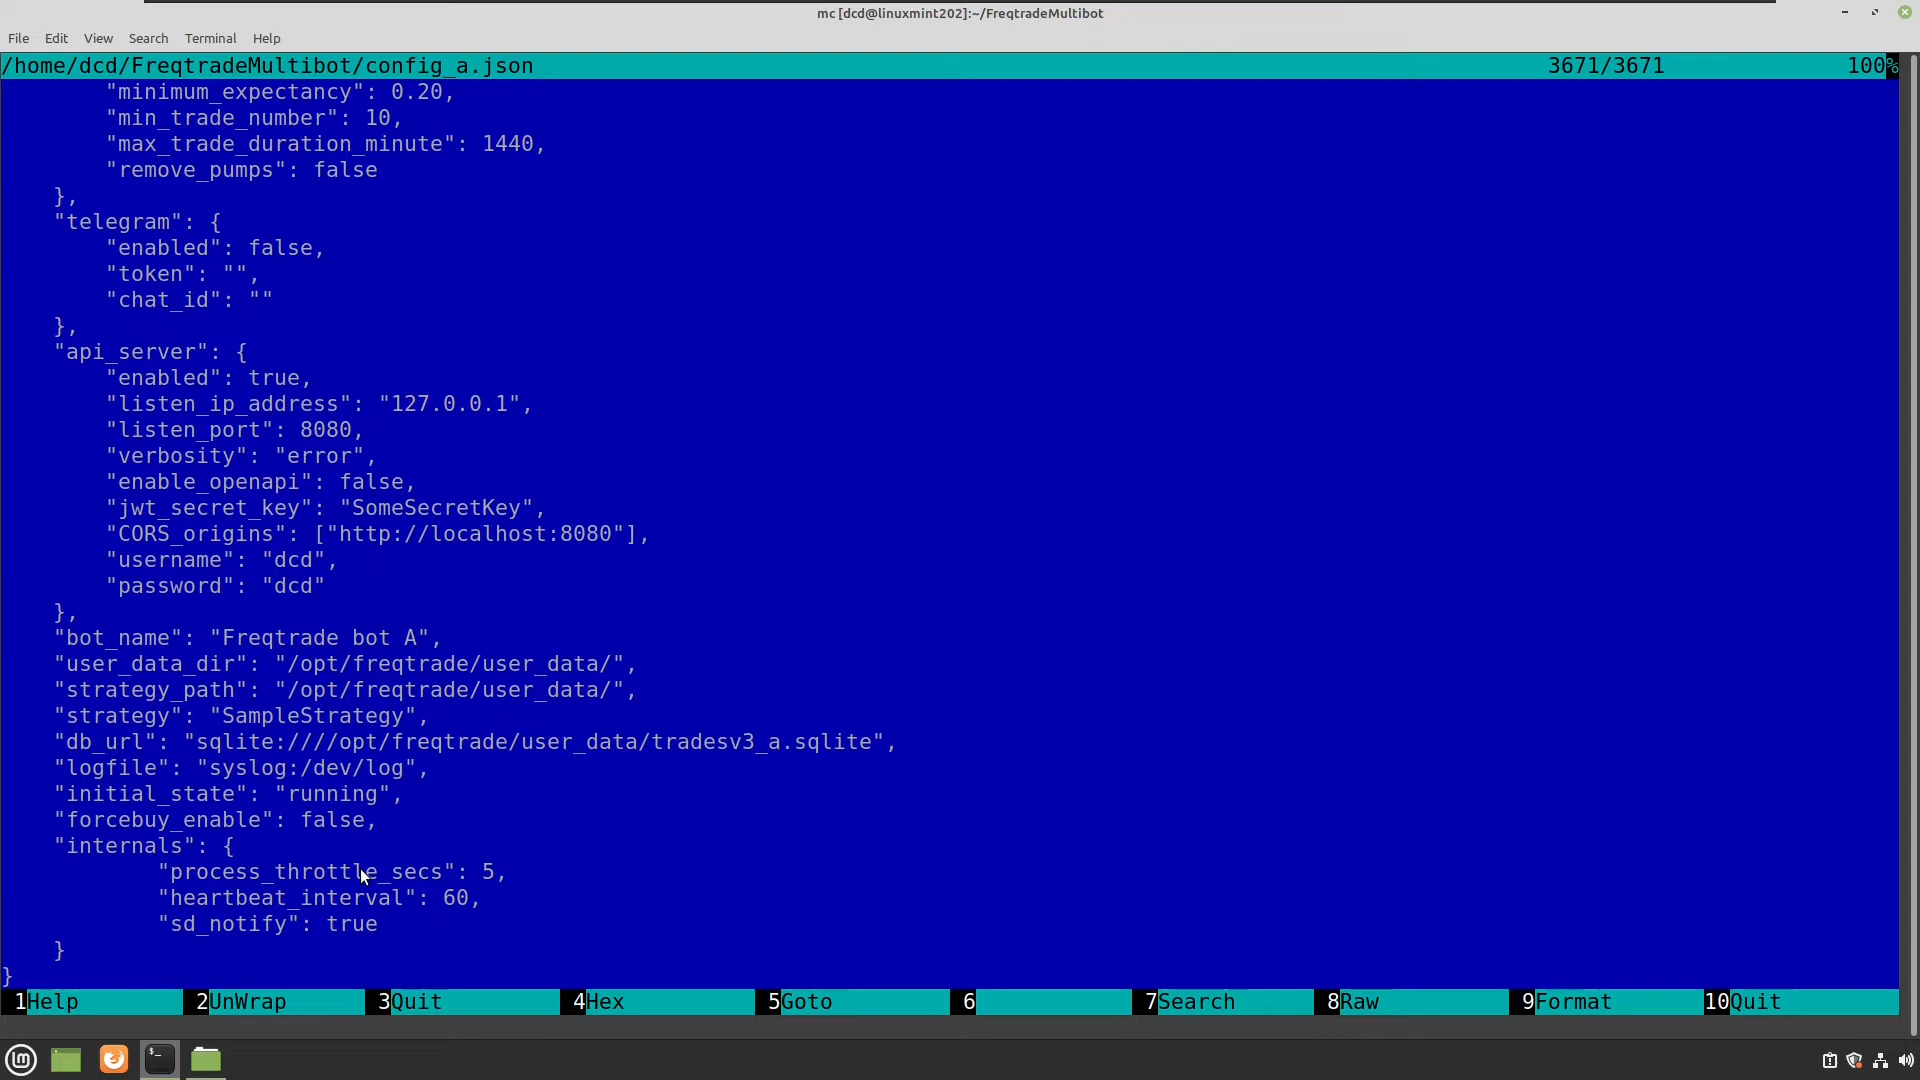 mc [dcd@linuxmint202]:~/FreqtradeMultibot
File Edit View Search Terminal Help
/home/dcd/FreqtradeMultibot/config_a.json 3671/3671 100%
"minimum_expectancy": 0.20,
"min_trade_number": 10,
"max_trade_duration_minute": 1440,
"remove_pumps": false
},
"telegram": {
"enabled": false,
"token": "",
"chat_id": ""
},
"api_server": {
"enabled": true,
"listen_ip_address": "127.0.0.1",
"listen_port": 8080,
"verbosity": "error",
"enable_openapi": false,
"jwt_secret_key": "SomeSecretKey",
"CORS_origins": ["http://localhost:8080"],
"username": "dcd",
"password": "dcd"
},
"bot_name": "Freqtrade bot A",
"user_data_dir": "/opt/freqtrade/user_data/",
"strategy_path": "/opt/freqtrade/user_data/",
"strategy": "SampleStrategy",
"db_url": "sqlite:////opt/freqtrade/user_data/tradesv3_a.sqlite",
"logfile": "syslog:/dev/log",
"initial_state": "running",
"forcebuy_enable": false,
"internals": {
"process_throttle_secs": 5,
"heartbeat_interval": 60,
"sd_notify": true
}
}
1Help 2UnWrap 3Quit 4Hex 5Goto 6 7Search 8Raw 9Format 10Quit